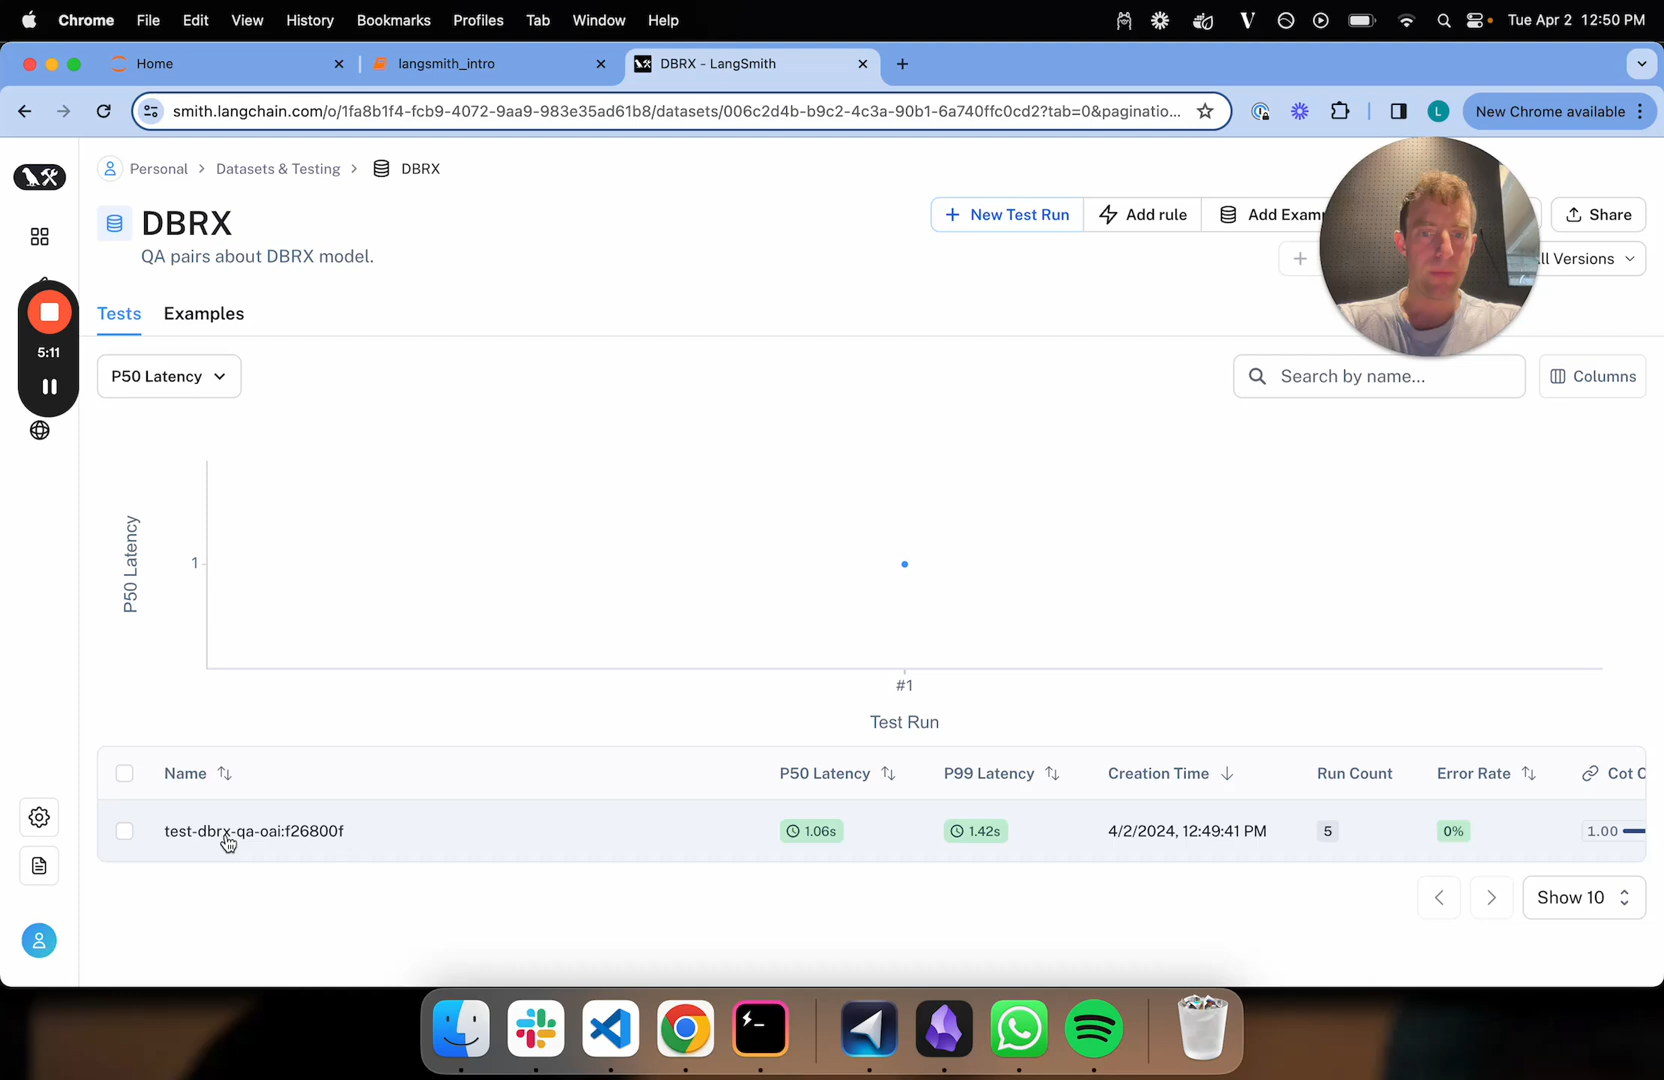 Chrome File Edit View History Bookmarks Profiles Tab Window Help Tue Apr 2 12:50 PM
Home langsmith_intro DBRX - LangSmith
smith.langchain.com/o/1fa8b1f4-fcb9-4072-9aa9-983e35ad61b8/datasets/006c2d4b-b9c2-4c3a-90b1-6a740ffc0cd2?tab=0&paginatio... L New Chrome available
Personal > Datasets & Testing > DBRX
DBRX
+ New Test Run Add rule Add Exam Share
QA pairs about DBRX model.
+ ll Versions
Tests Examples
5:11
P50 Latency Search by name... Columns
P50 Latency
1
#1
Test Run
Name P50 Latency P99 Latency Creation Time Run Count Error Rate Cot C
test-dbrx-qa-oai:f26800f 1.06s 1.42s 4/2/2024, 12:49:41 PM 5 0% 1.00
Show 10